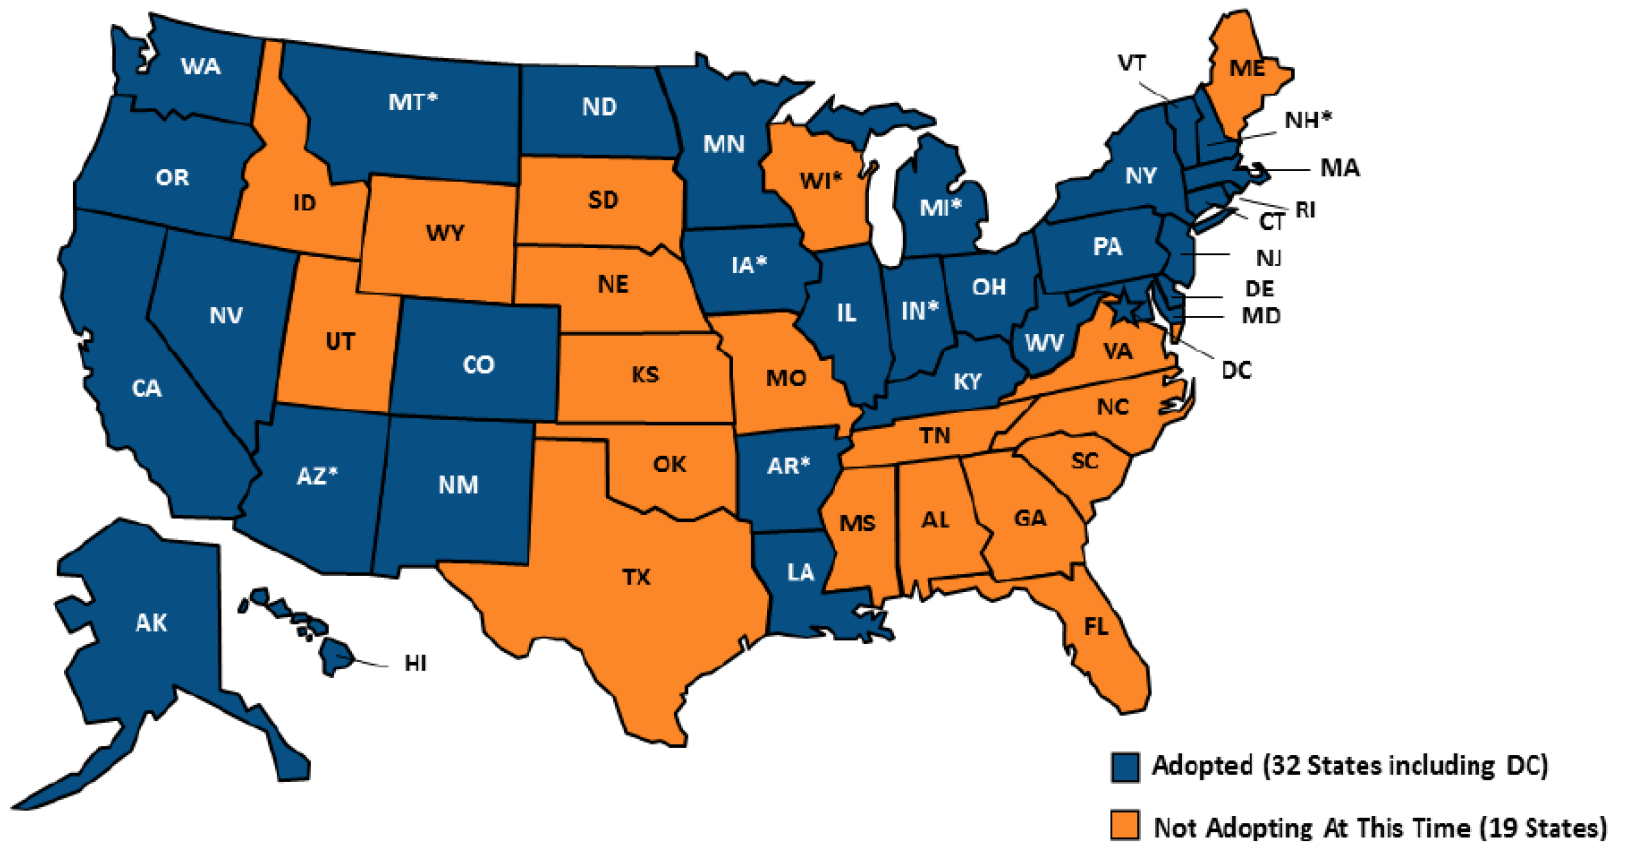 VT
ME
WA
MT*
ND
NH*
MN
MA
OR
WI*
NY
ID
SD
MI*
RI
CT
WY
PA
NJ
IA*
NE
OH
DE
NV
IL
IN*
MD
UT
WV
VA
CO
DC
KS
MO
KY
CA
NC
TN
AZ*
NM
OK
AR*
SC
MS
AL
GA
TX
LA
AK
FL
HI
Adopted (32 States including DC)
Not Adopting At This Time (19 States)